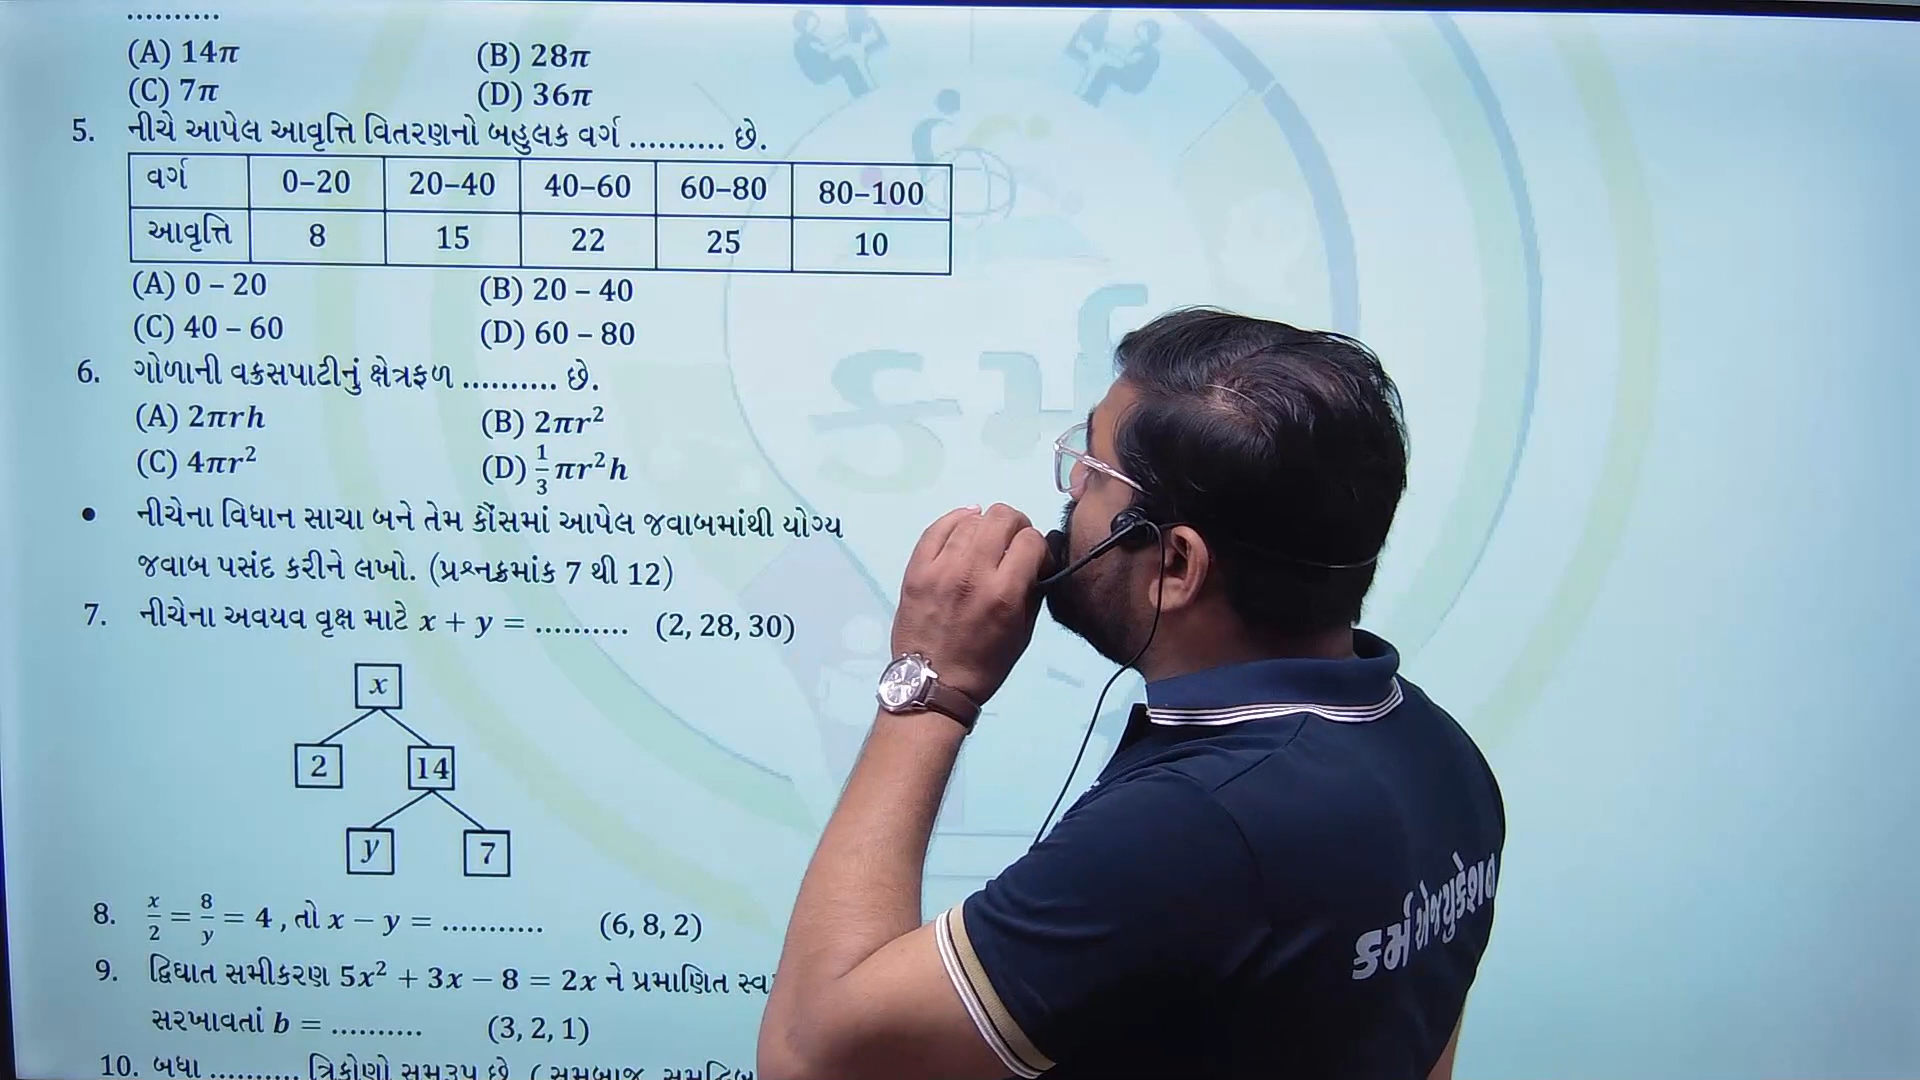 ..........
(A) 14π (B) 28π
(C) 7π (D) 36π
5. નીચે આપેલ આવૃત્તિ વિતરણનો બહુલક વર્ગ .......... છે.
વર્ગ 0–20 20–40 40–60 60–80 80–100
આવૃત્તિ 8 15 22 25 10
(A) 0 – 20 (B) 20 – 40
(C) 40 – 60 (D) 60 – 80
6. ગોળાની વક્રસપાટીનું ક્ષેત્રફળ .......... છે.
(A) 2πrh (B) 2πr²
(C) 4πr² (D) 1/3 πr²h
• નીચેના વિધાન સાચા બને તેમ કૌંસમાં આપેલ જવાબમાંથી યોગ્ય
જવાબ પસંદ કરીને લખો. (પ્રશ્નક્રમાંક 7 થી 12)
7. નીચેના અવયવ વૃક્ષ માટે x + y = .......... (2, 28, 30)
x
2 14
y 7
8. x/2 = 8/y = 4 , તો x – y = ........... (6, 8, 2)
9. દ્વિઘાત સમીકરણ 5x² + 3x – 8 = 2x ને પ્રમાણિત
સરખાવતાં b = .......... (3, 2, 1)
10. બધા .......... ત્રિકોણો સમરૂપ છે. (સમબાજુ,
કર્મ
કર્મ એજ્યુકેશન